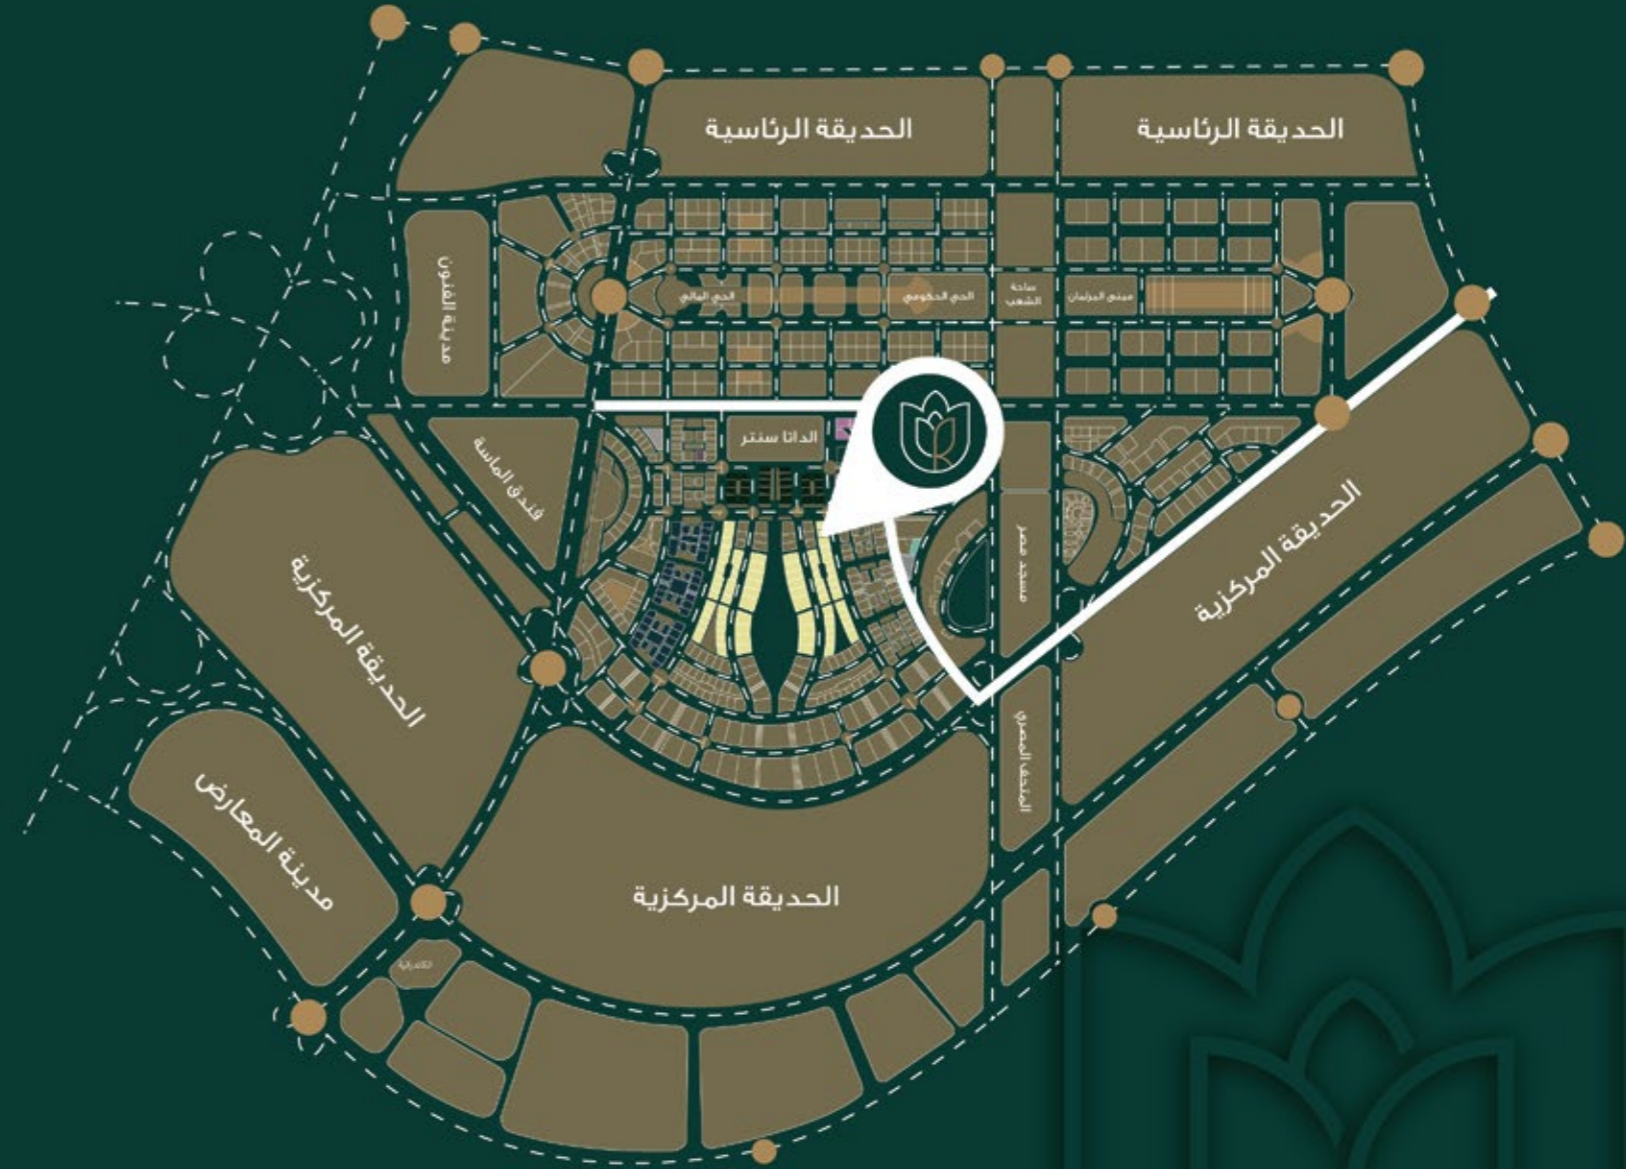 الحديقة الرئاسية
الحديقة الرئاسية
مدينة الفنون
الحي المالي
الحي الحكومي
ساحة
الشعب
مبنى البرلمان
الداتا سنتر
فندق الماسة
مسجد مصر
الحديقة المركزية
الحديقة المركزية
المتحف المصري
مدينة المعارض
الحديقة المركزية
الكاتدرائية